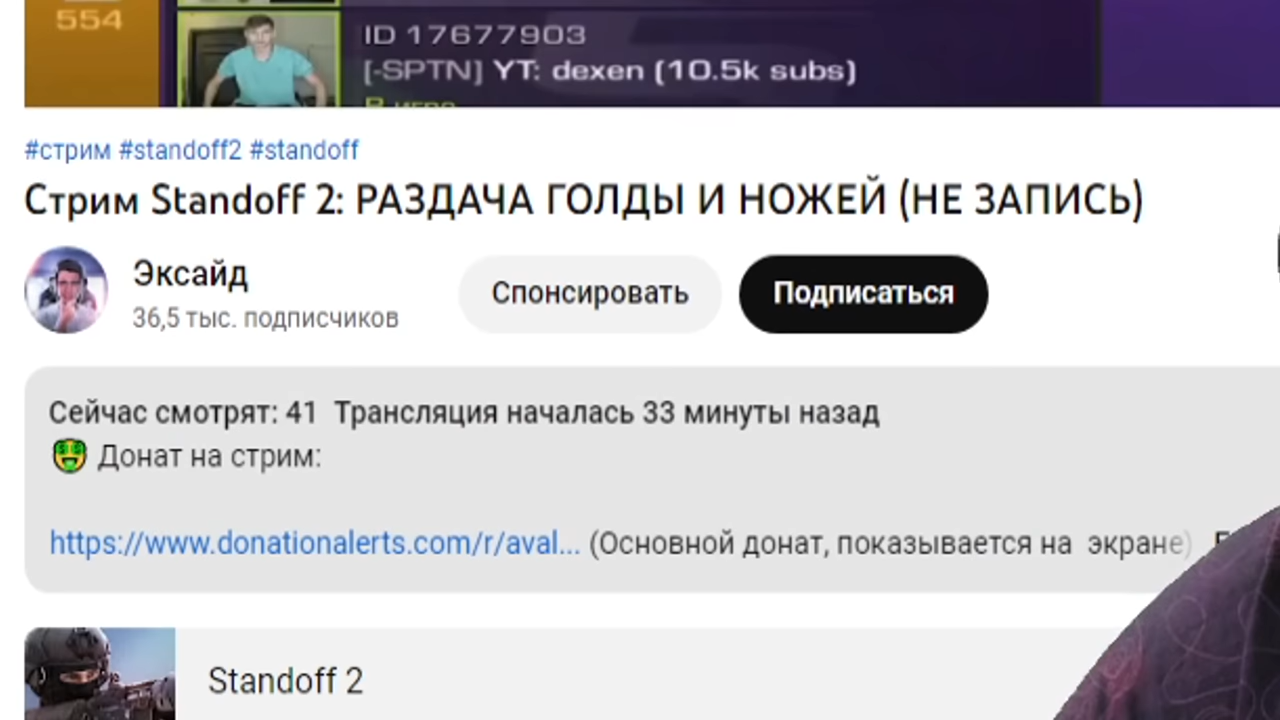 554
ID 17677903
[-SPTN] YT: dexen (10.5k subs)
В игре
#стрим #standoff2 #standoff
Стрим Standoff 2: РАЗДАЧА ГОЛДЫ И НОЖЕЙ (НЕ ЗАПИСЬ)
Эксайд
36,5 тыс. подписчиков
Спонсировать
Подписаться
Сейчас смотрят: 41 Трансляция началась 33 минуты назад
Донат на стрим:
https://www.donationalerts.com/r/aval... (Основной донат, показывается на экране)
Standoff 2